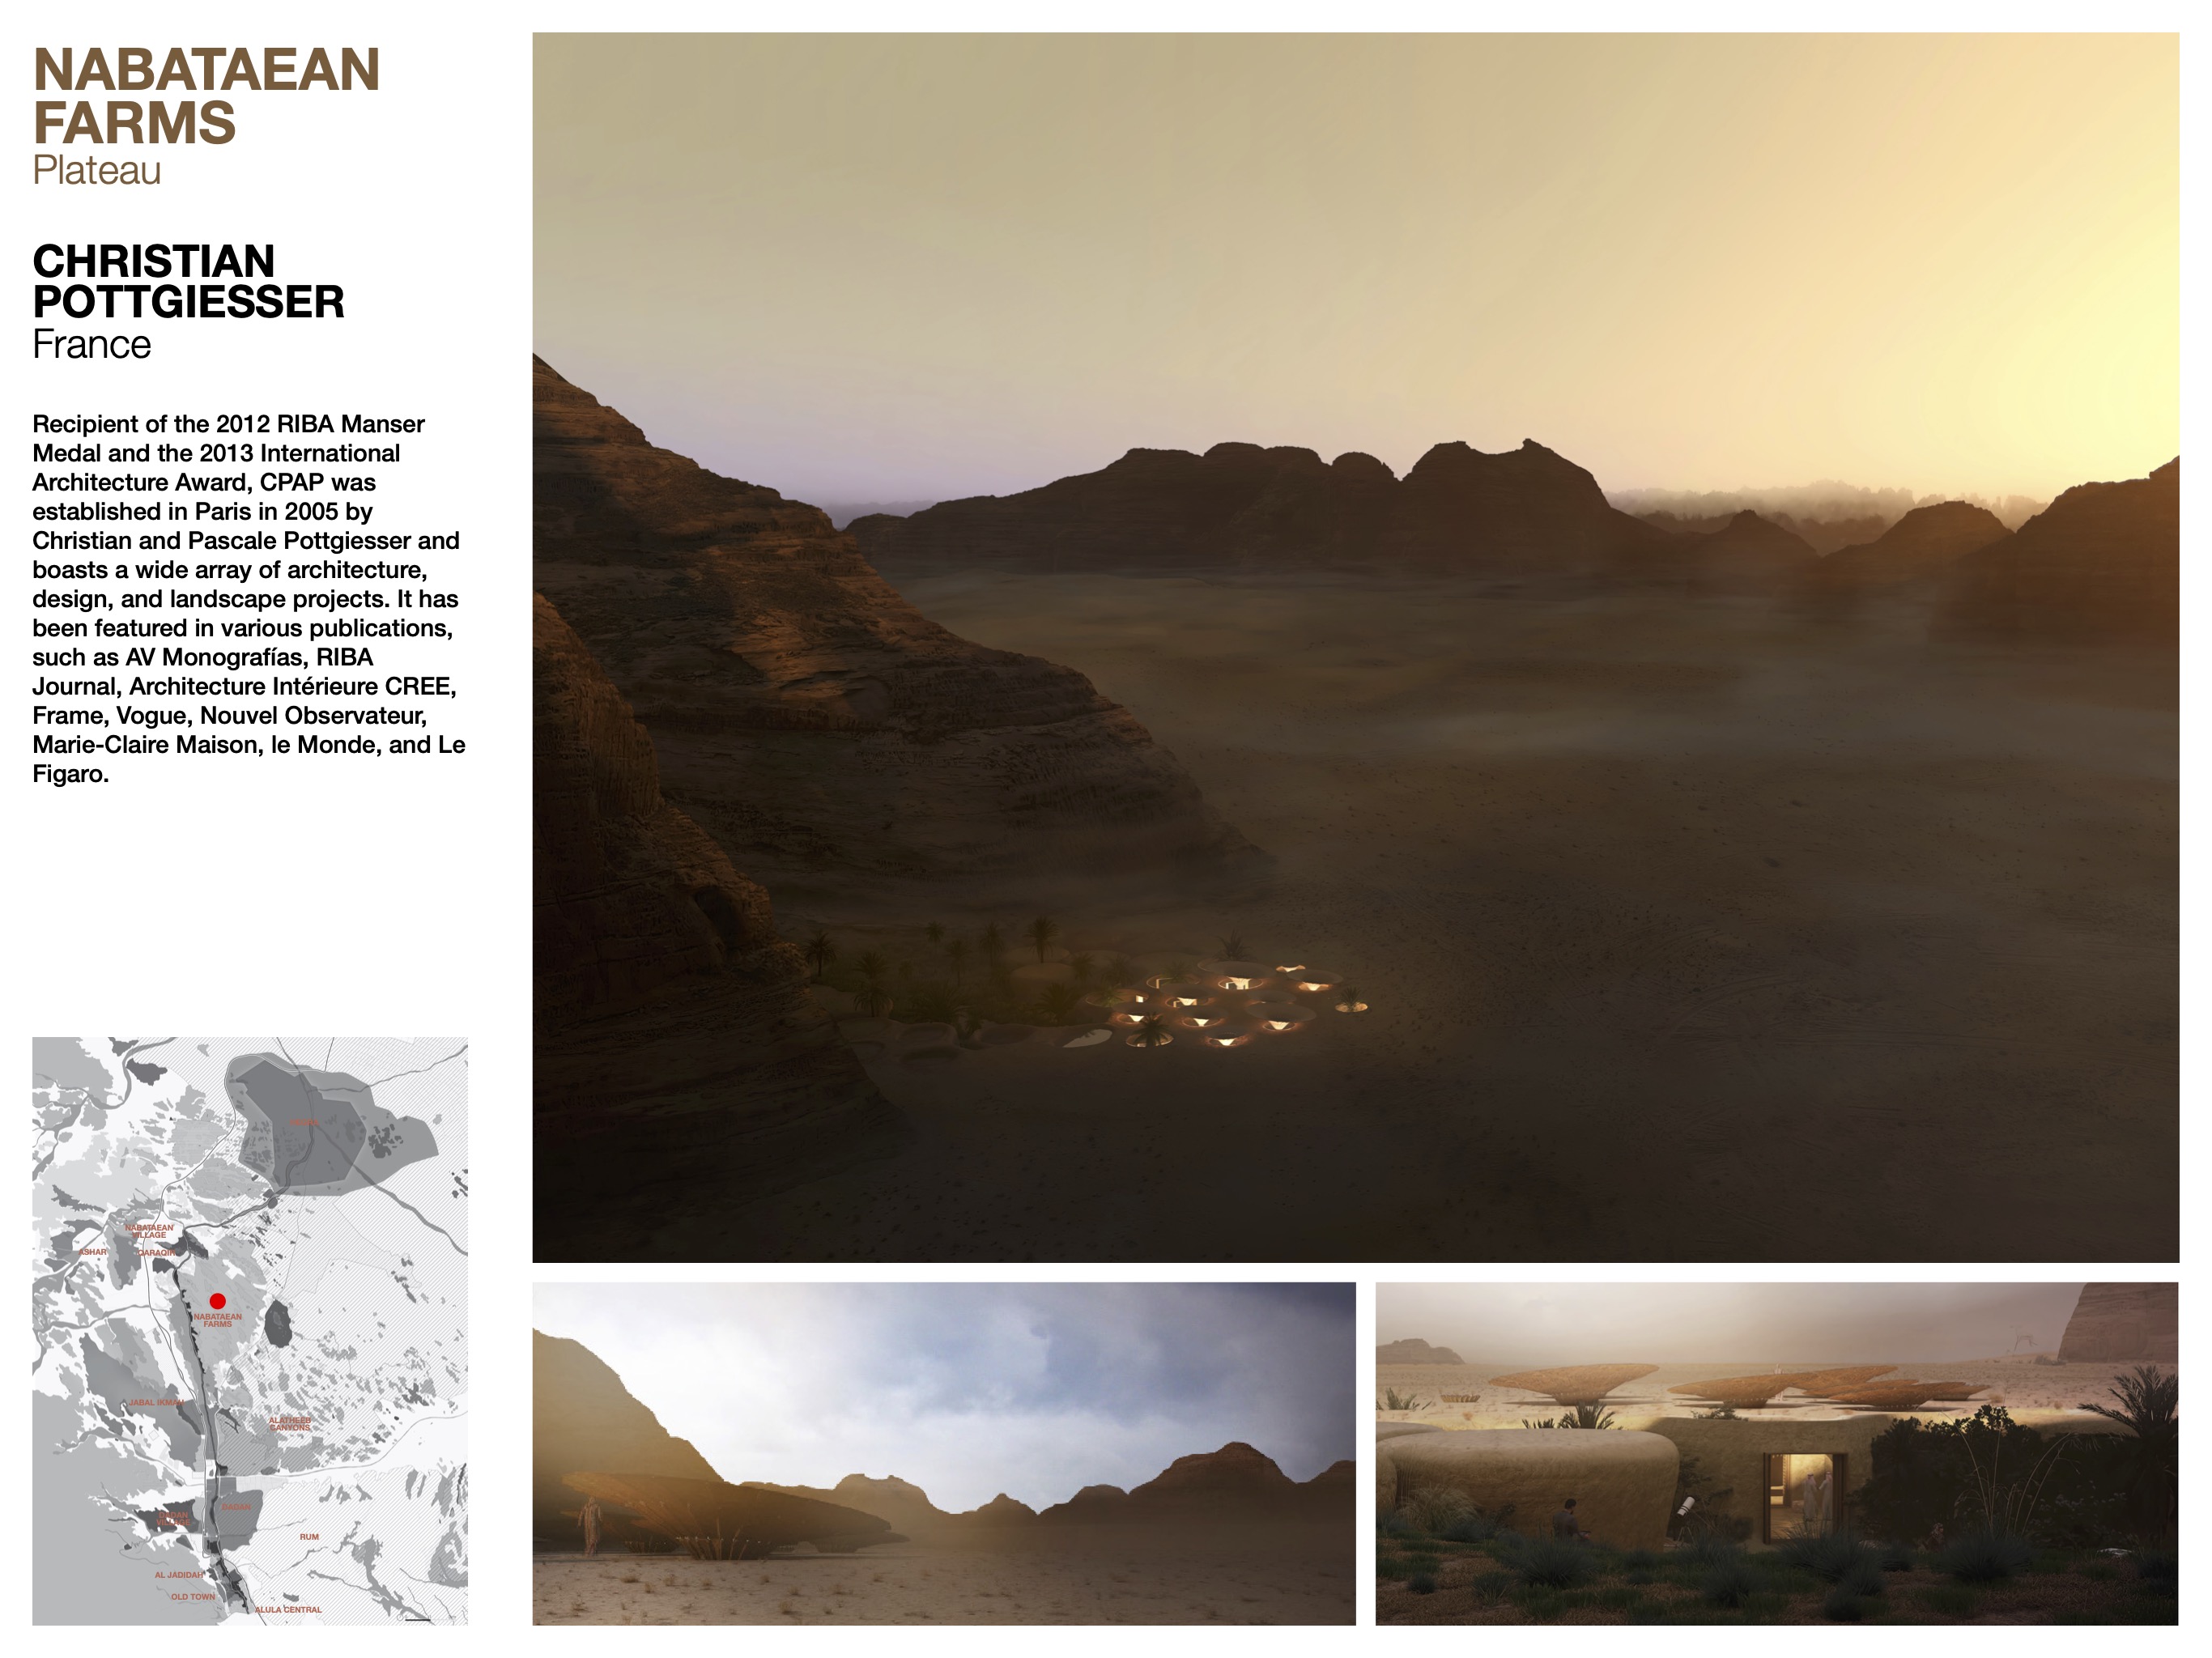 NABATAEAN
FARMS
Plateau
CHRISTIAN
POTTGIESSER
France
Recipient of the 2012 RIBA Manser
Medal and the 2013 International
Architecture Award, CPAP was
established in Paris in 2005 by
Christian and Pascale Pottgiesser and
boasts a wide array of architecture,
design, and landscape projects. It has
been featured in various publications,
such as AV Monografías, RIBA
Journal, Architecture Intérieure CREE,
Frame, Vogue, Nouvel Observateur,
Marie-Claire Maison, le Monde, and Le
Figaro.
NABATAEAN
VILLAGE
ASHAR
QARAQIR
NABATAEAN
FARMS
JABAL IKMAH
ALATHEEB
CANYONS
DADAN
DADAN
VILLAGE
RUM
AL JADIDAH
OLD TOWN
ALULA CENTRAL